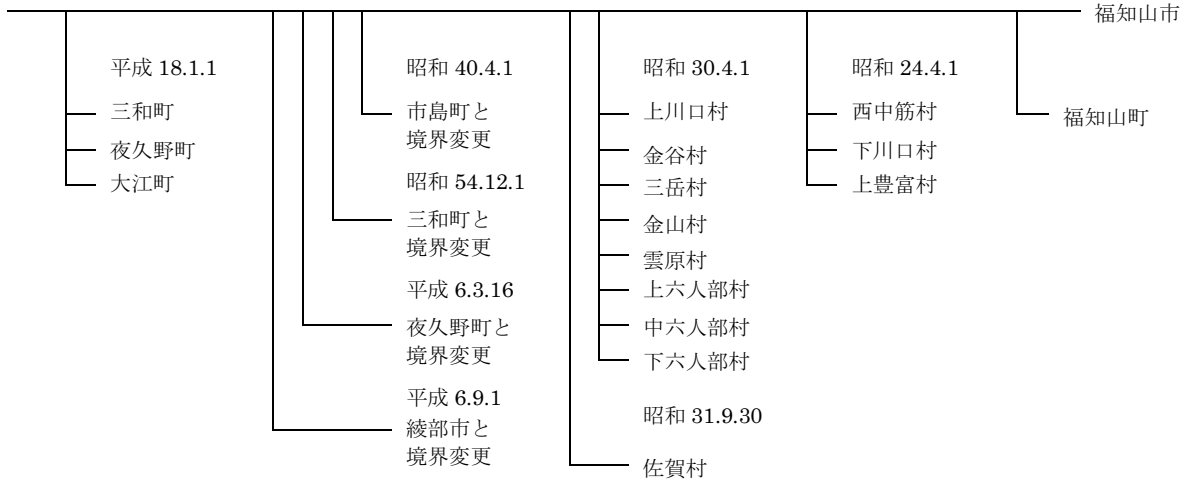 福知山市
平成 18.1.1
三和町
夜久野町
大江町
昭和 40.4.1
市島町と
境界変更
昭和 54.12.1
三和町と
境界変更
平成 6.3.16
夜久野町と
境界変更
平成 6.9.1
綾部市と
境界変更
昭和 30.4.1
上川口村
金谷村
三岳村
金山村
雲原村
上六人部村
中六人部村
下六人部村
昭和 31.9.30
佐賀村
昭和 24.4.1
西中筋村
下川口村
上豊富村
福知山町